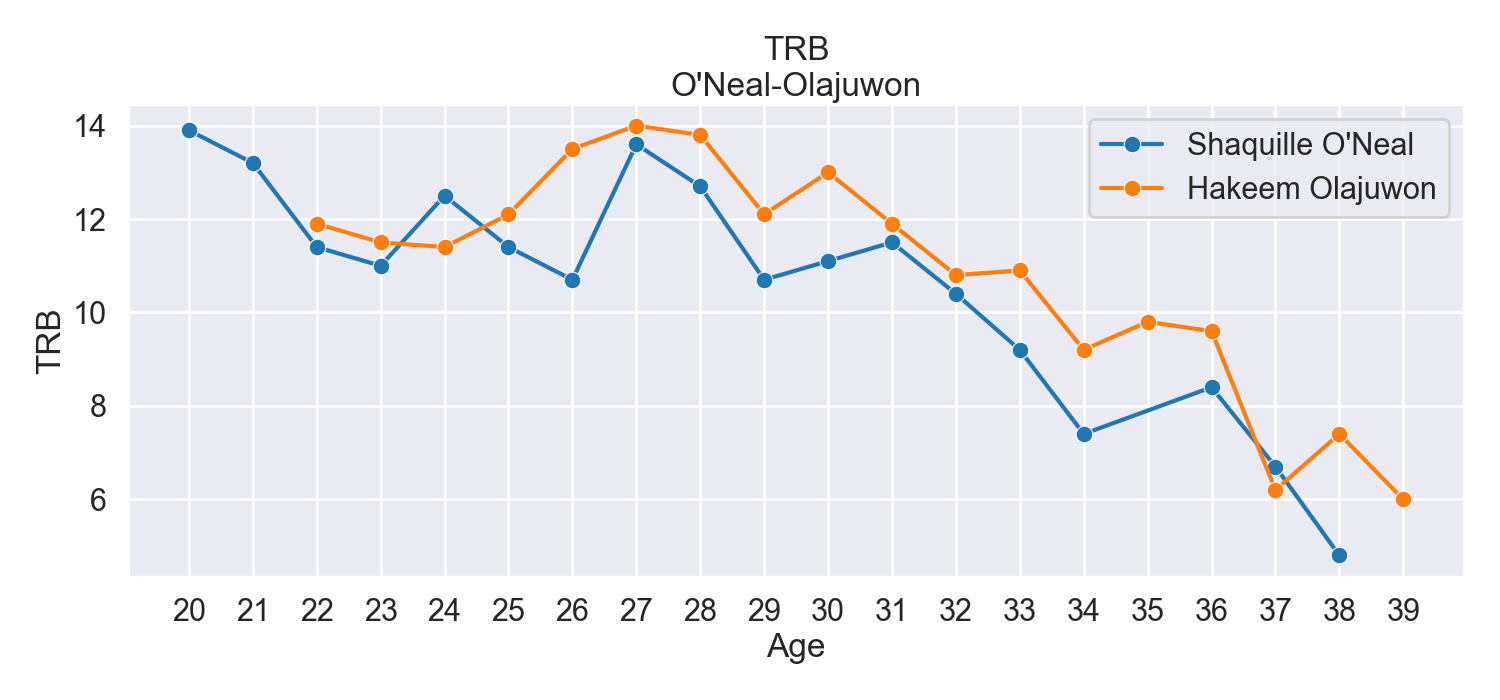 TRB
O'Neal-Olajuwon
Shaquille O'Neal
Hakeem Olajuwon
TRB
14
12
10
8
6
20 21 22 23 24 25 26 27 28 29 30 31 32 33 34 35 36 37 38 39
Age